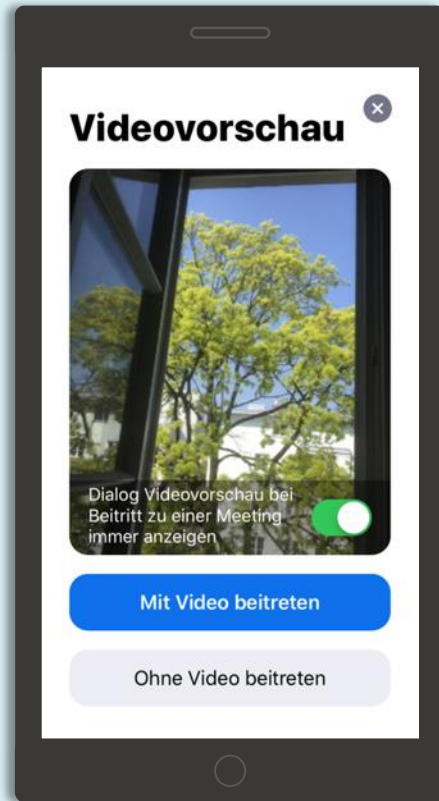 Videovorschau
Dialog Videovorschau bei
Beitritt zu einer Meeting
immer anzeigen
Mit Video beitreten
Ohne Video beitreten